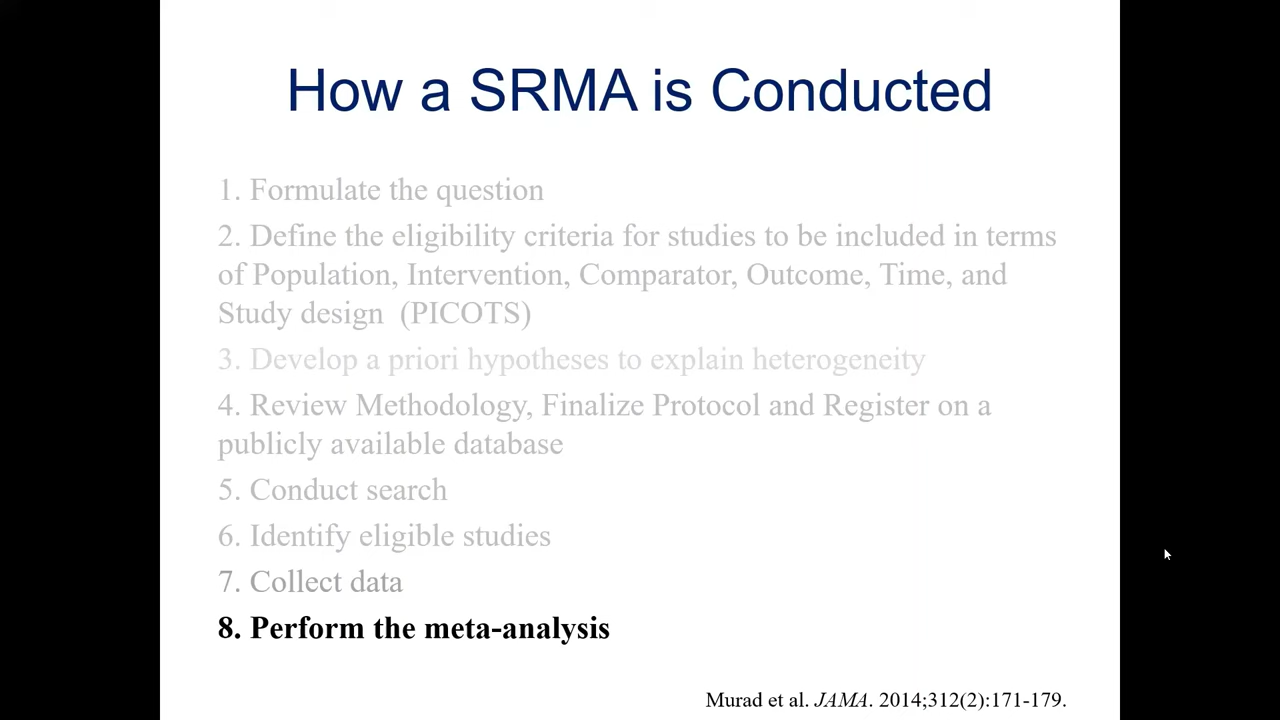 How a SRMA is Conducted
1. Formulate the question
2. Define the eligibility criteria for studies to be included in terms
of Population, Intervention, Comparator, Outcome, Time, and
Study design  (PICOTS)
3. Develop a priori hypotheses to explain heterogeneity
4. Review Methodology, Finalize Protocol and Register on a
publicly available database
5. Conduct search
6. Identify eligible studies
7. Collect data
8. Perform the meta-analysis
Murad et al. JAMA. 2014;312(2):171-179.